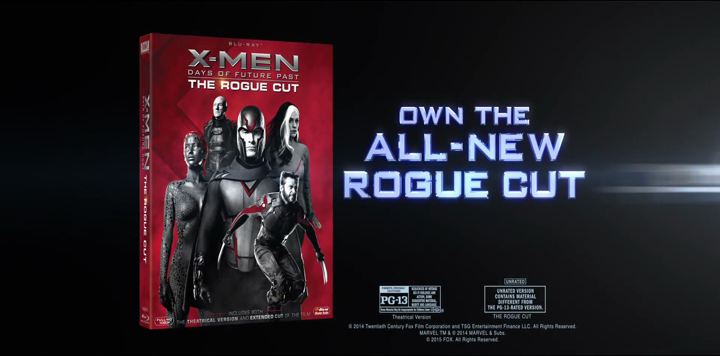 BLU-RAY
X-MEN
DAYS OF FUTURE PAST
THE ROGUE CUT
X-MEN THE ROGUE CUT
INCLUDES BOTH
THE THEATRICAL VERSION AND EXTENDED CUT OF THE FILM
OWN THE
ALL-NEW
ROGUE CUT
PG-13
Theatrical Version
UNRATED
UNRATED VERSION
CONTAINS MATERIAL
DIFFERENT FROM
THE PG-13-RATED VERSION.
THE ROGUE CUT
© 2014 Twentieth Century Fox Film Corporation and TSG Entertainment Finance LLC. All Rights Reserved.
MARVEL TM & © 2014 MARVEL & Subs.
© 2015 FOX. All Rights Reserved.